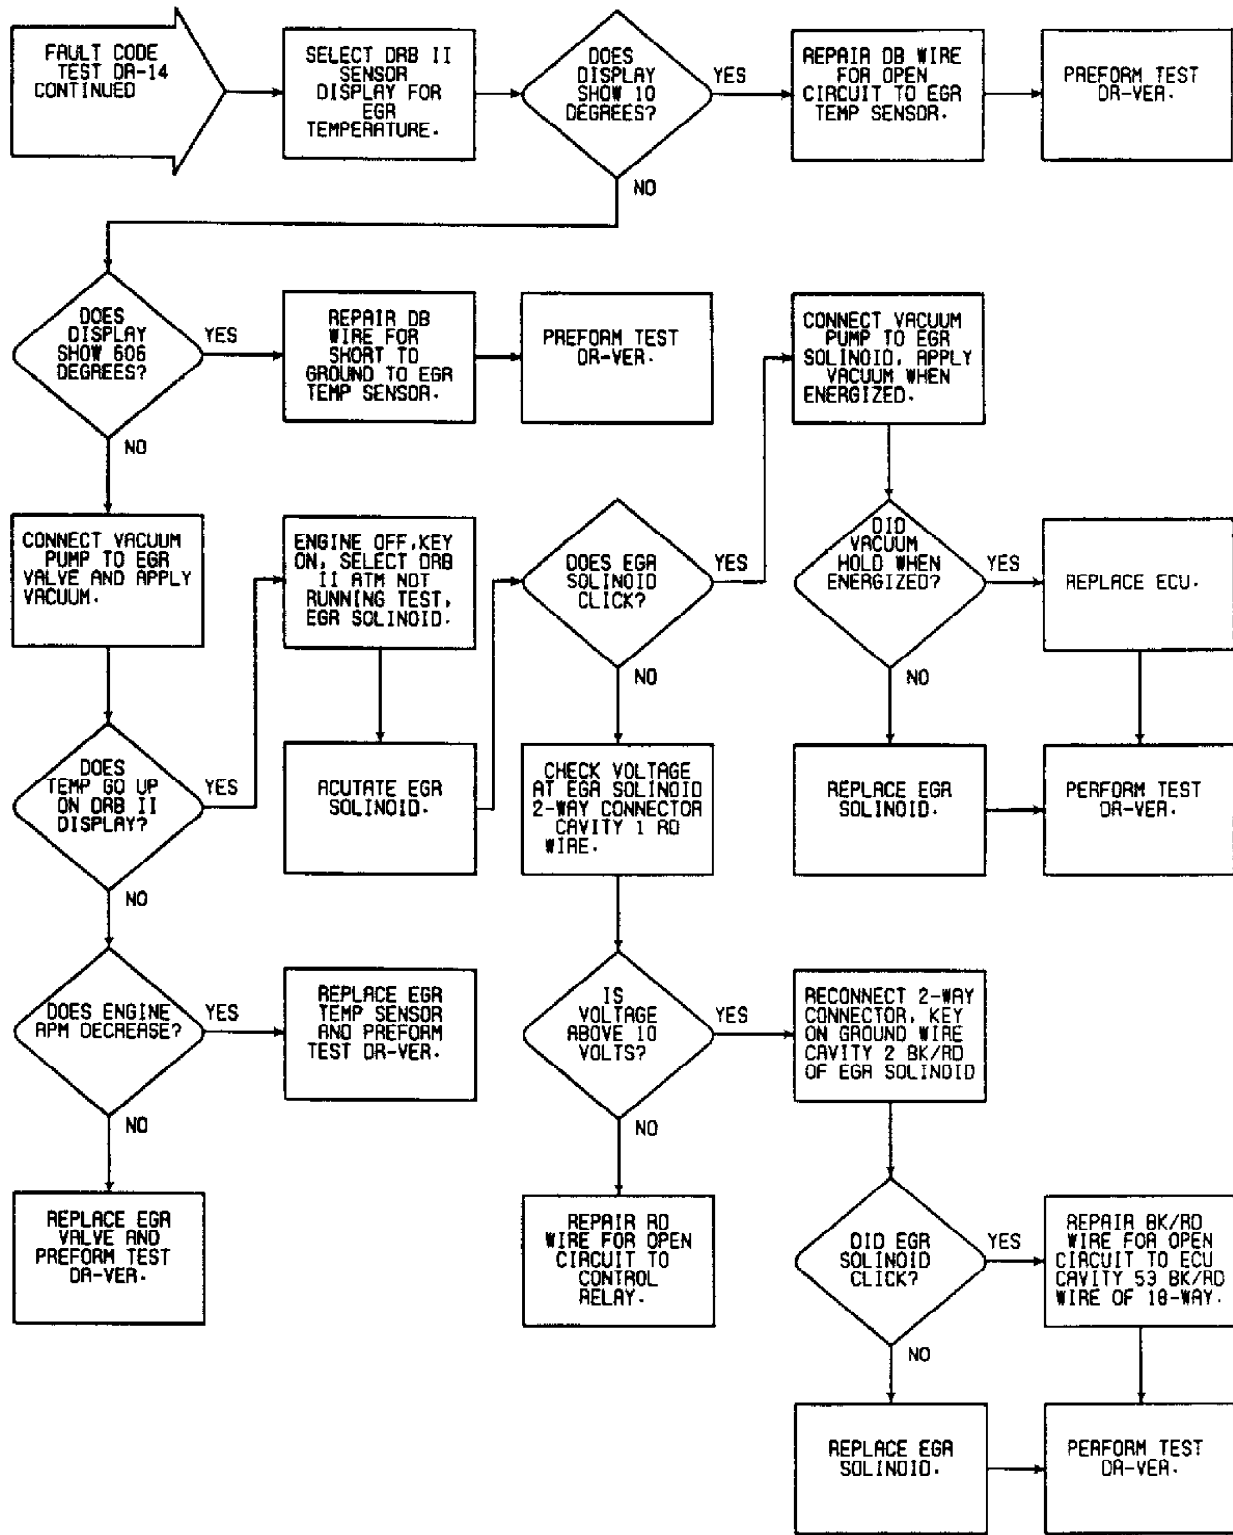 FAULT CODE
TEST DR-14
CONTINUED
SELECT DRB II
SENSOR
DISPLAY FOR
EGR
TEMPERATURE.
DOES
DISPLAY
SHOW 10
DEGREES?
YES
REPAIR DB WIRE
FOR OPEN
CIRCUIT TO EGR
TEMP SENSOR.
PREFORM TEST
DR-VER.
NO
DOES
DISPLAY
SHOW 606
DEGREES?
YES
REPAIR DB
WIRE FOR
SHORT TO
GROUND TO EGR
TEMP SENSOR.
PREFORM TEST
DR-VER.
CONNECT VACUUM
PUMP TO EGR
SOLINOID, APPLY
VACUUM WHEN
ENERGIZED.
NO
CONNECT VACUUM
PUMP TO EGR
VALVE AND APPLY
VACUUM.
ENGINE OFF,KEY
ON, SELECT DRB
II ATM NOT
RUNNING TEST,
EGR SOLINOID.
DOES EGR
SOLINOID
CLICK?
YES
DID
VACUUM
HOLD WHEN
ENERGIZED?
YES
REPLACE ECU.
NO
NO
DOES
TEMP GO UP
ON DRB II
DISPLAY?
YES
ACUTATE EGR
SOLINOID.
CHECK VOLTAGE
AT EGR SOLINOID
2-WAY CONNECTOR
CAVITY 1 RD
WIRE.
REPLACE EGR
SOLINOID.
PERFORM TEST
DR-VER.
NO
DOES ENGINE
RPM DECREASE?
YES
REPLACE EGR
TEMP SENSOR
AND PREFORM
TEST DR-VER.
IS
VOLTAGE
ABOVE 10
VOLTS?
YES
RECONNECT 2-WAY
CONNECTOR, KEY
ON GROUND WIRE
CAVITY 2 BK/RD
OF EGR SOLINOID
NO
NO
REPLACE EGR
VALVE AND
PREFORM TEST
DR-VER.
REPAIR RD
WIRE FOR OPEN
CIRCUIT TO
CONTROL
RELAY.
DID EGR
SOLINOID
CLICK?
YES
REPAIR BK/RD
WIRE FOR OPEN
CIRCUIT TO ECU
CAVITY 53 BK/RD
WIRE OF 18-WAY.
NO
REPLACE EGR
SOLINOID.
PERFORM TEST
DR-VER.